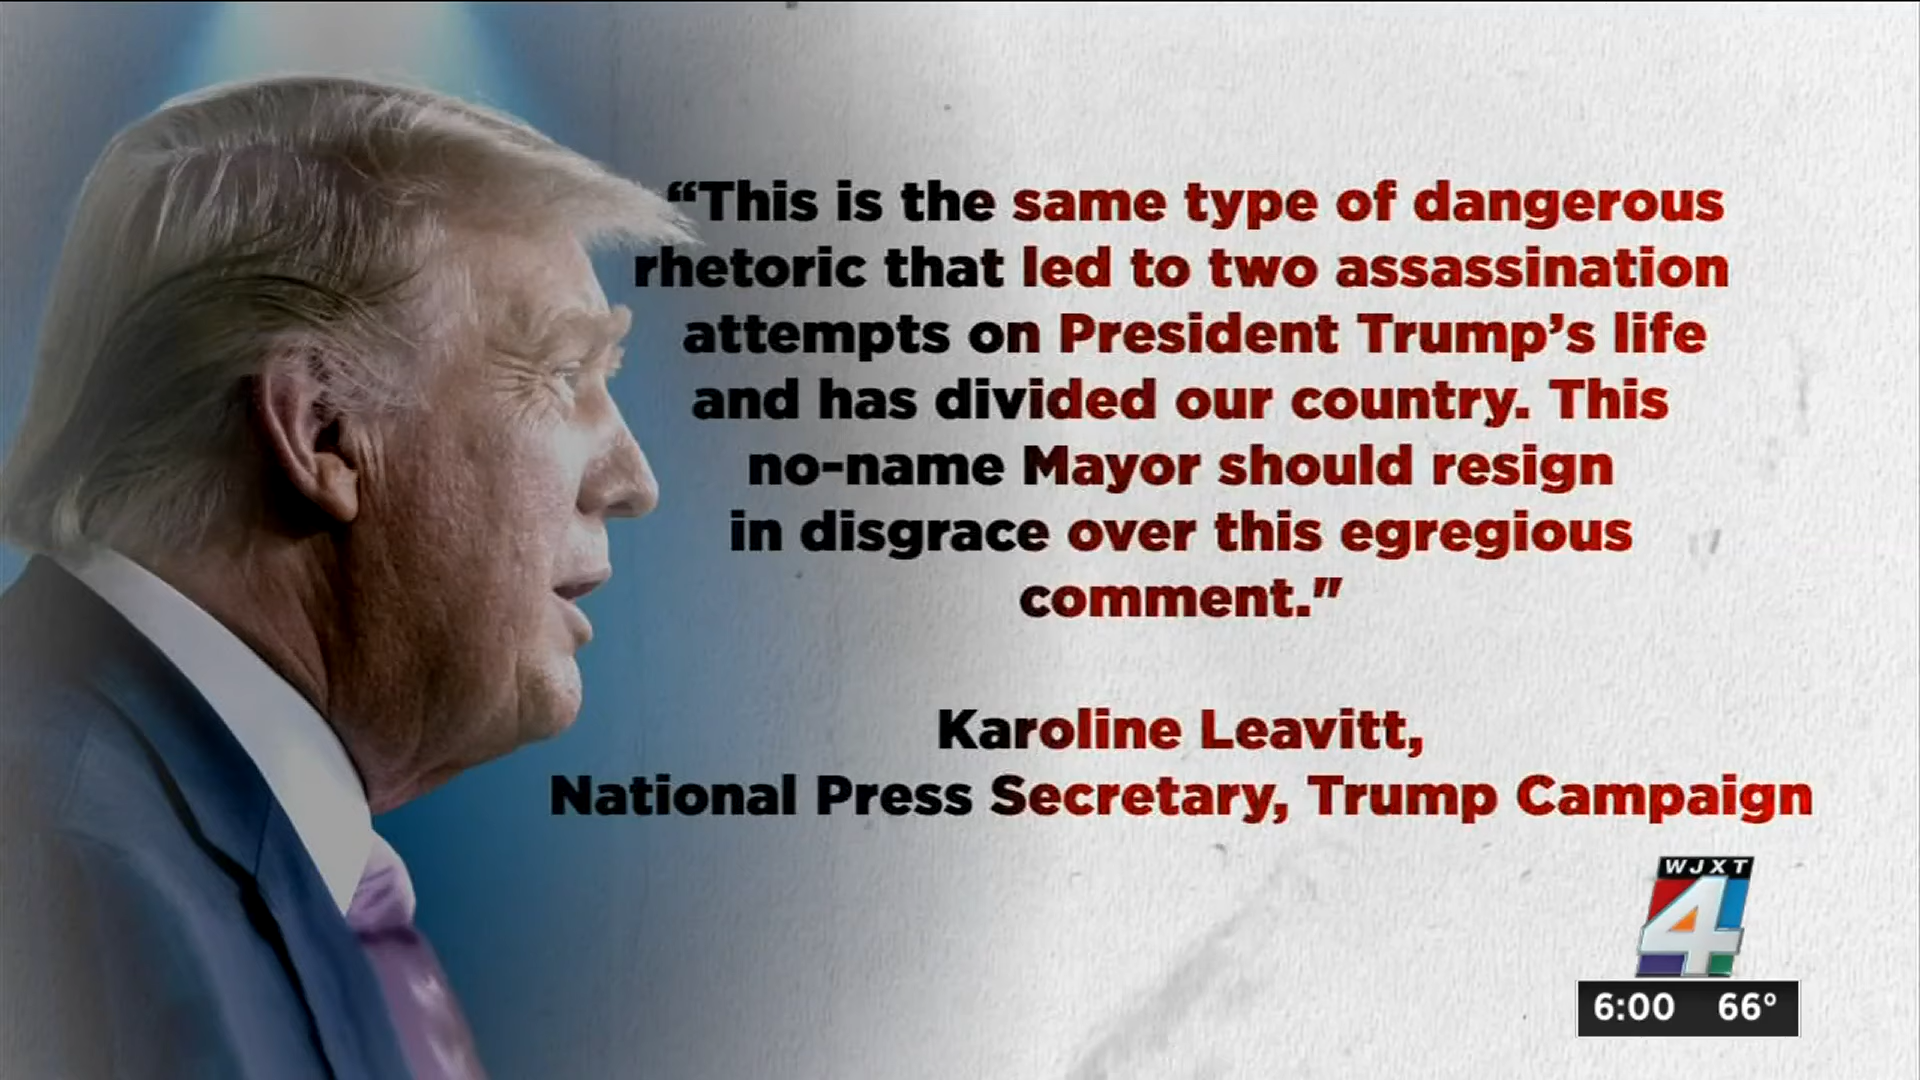 “This is the same type of dangerous
rhetoric that led to two assassination
attempts on President Trump’s life
and has divided our country. This
no-name Mayor should resign
in disgrace over this egregious
comment."
Karoline Leavitt,
National Press Secretary, Trump Campaign
WJXT
4
6:00 66°